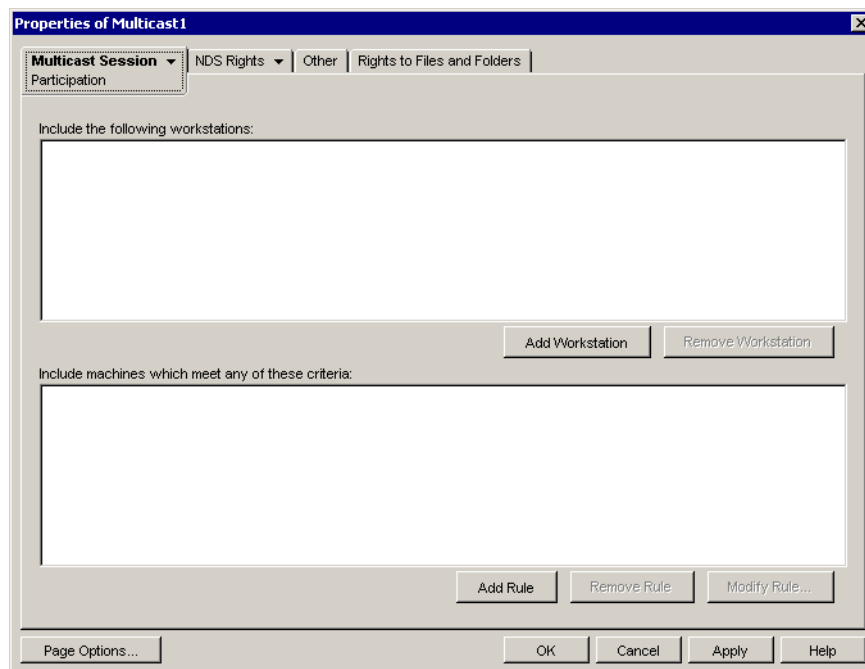 Properties of Multicast1
Multicast Session NDS Rights Other Rights to Files and Folders
Participation
Include the following workstations:
Add Workstation Remove Workstation
Include machines which meet any of these criteria:
Add Rule Remove Rule Modify Rule...
Page Options... OK Cancel Apply Help